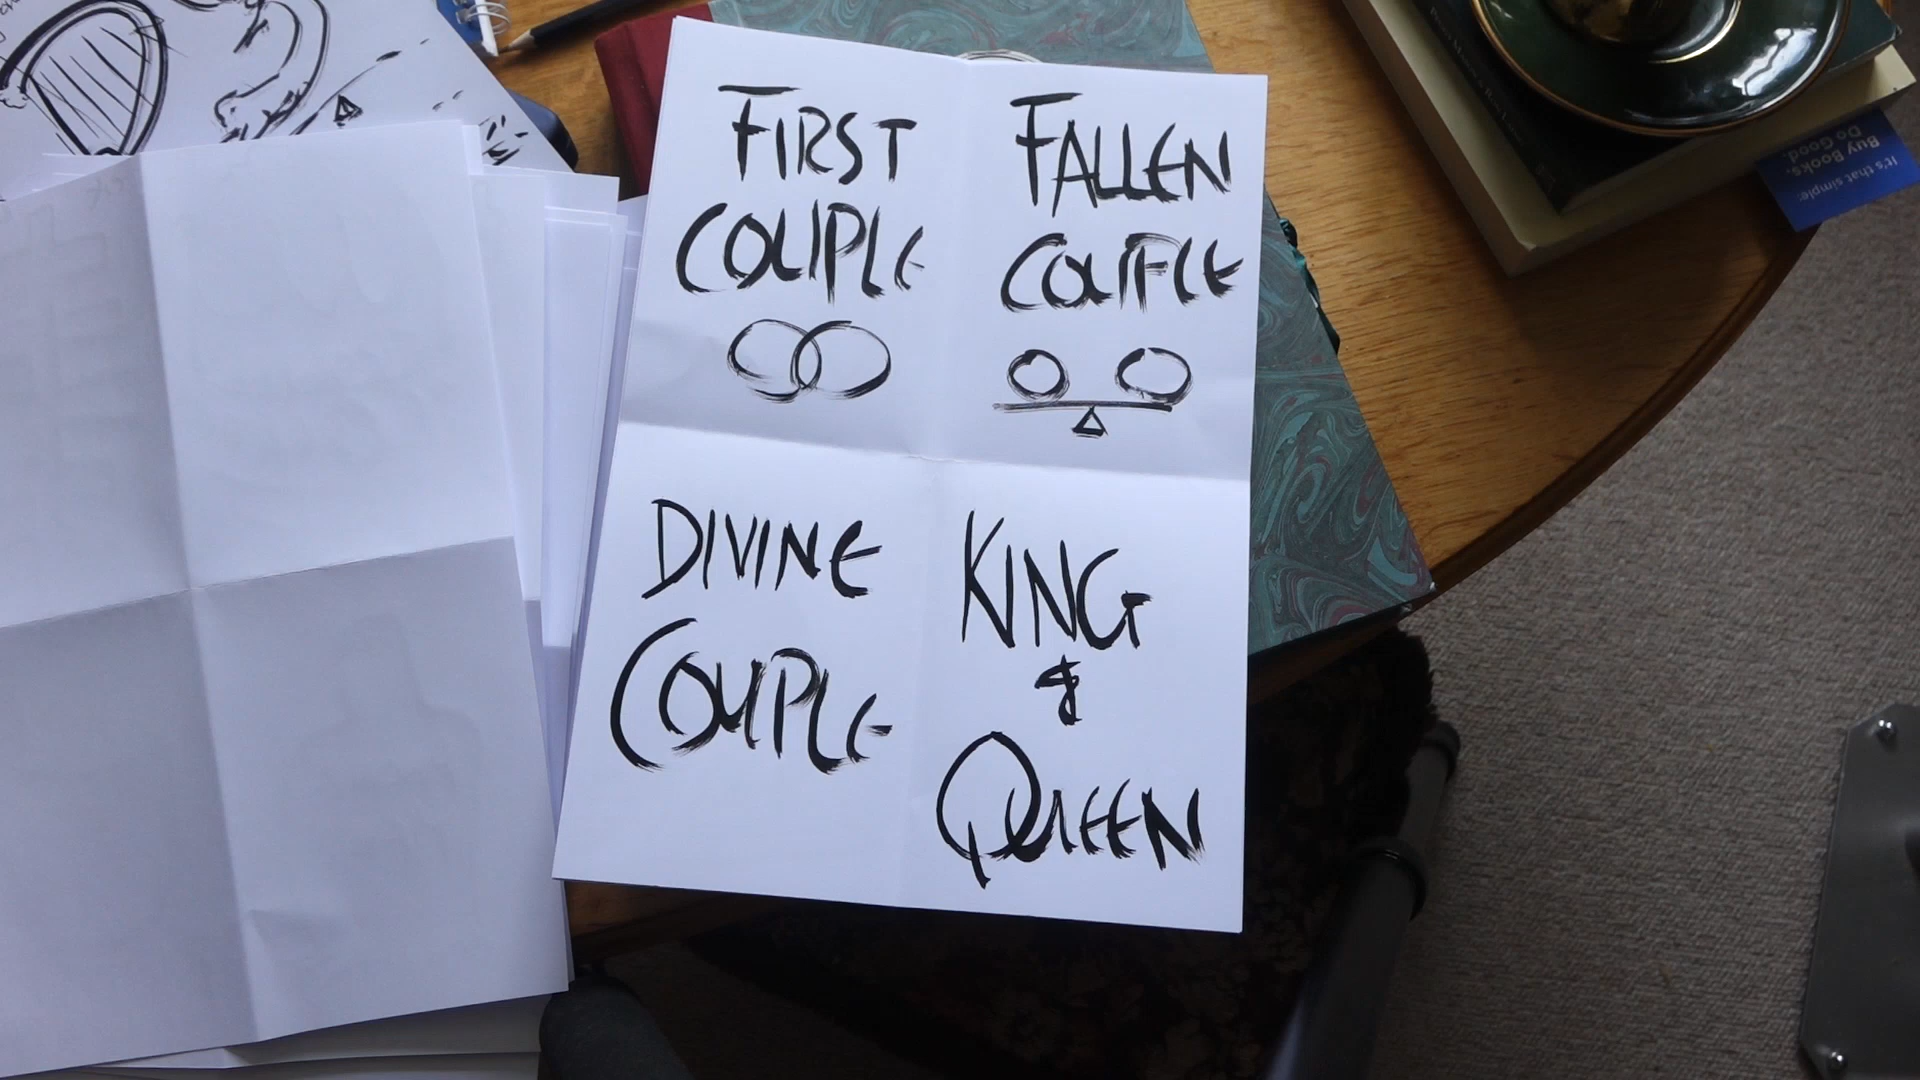 FIRST
COUPLE
FALLEN
COUPLE
DIVINE
COUPLE
KING
&
QUEEN
It's that simple:
Buy Books.
Do Good.